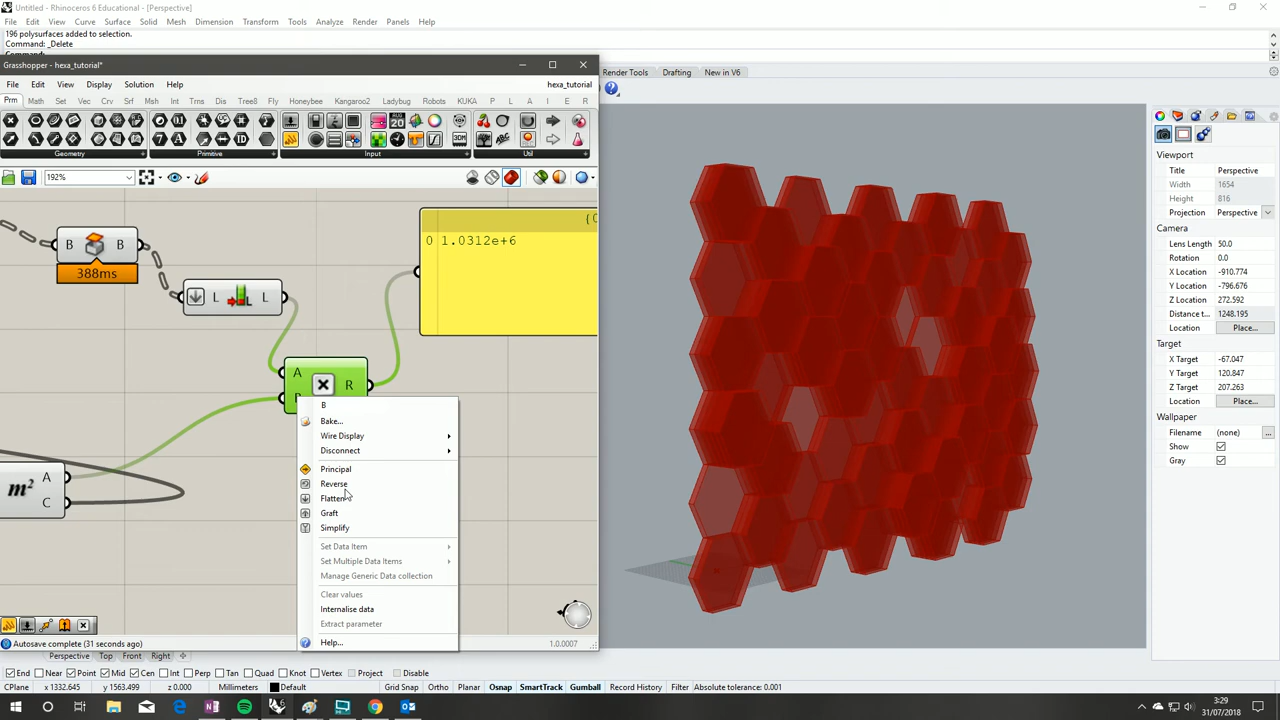 Untitled - Rhinoceros 6 Educational - [Perspective]
File Edit View Curve Surface Solid Mesh Dimension Transform Tools Analyze Render Panels Help
196 polysurfaces added to selection.
Command: _Delete
Command:
Grasshopper - hexa_tutorial*
Render Tools Drafting New in V6
File Edit View Display Solution Help hexa_tutorial
Prm Math Set Vec Crv Srf Msh Int Trns Dis Tree8 Fly Honeybee Kangaroo2 Ladybug Robots KUKA P L A I E R
Geometry Primitive Input Util
192%
B B
388ms
L L
{0
0 1.0312e+6
A
B
R
m²
A
C
B
Bake...
Wire Display
Disconnect
Principal
Reverse
Flatten
Graft
Simplify
Set Data Item
Set Multiple Data Items
Manage Generic Data collection
Clear values
Internalise data
Extract parameter
Help...
Autosave complete (31 seconds ago) 1.0.0007
Viewport
Title Perspective
Width 1654
Height 816
Projection Perspective
Camera
Lens Length 50.0
Rotation 0.0
X Location -910.774
Y Location -796.676
Z Location 272.592
Distance t... 1248.195
Location Place...
Target
X Target -67.047
Y Target 120.847
Z Target 207.263
Location Place...
Wallpaper
Filename (none) ...
Show
Gray
Perspective Top Front Right
End Near Point Mid Cen Int Perp Tan Quad Knot Vertex Project Disable
CPlane x 1332.645 y 1563.499 z 0.000 Millimeters Default Grid Snap Ortho Planar Osnap SmartTrack Gumball Record History Filter Absolute tolerance: 0.001
3:29
31/07/2018